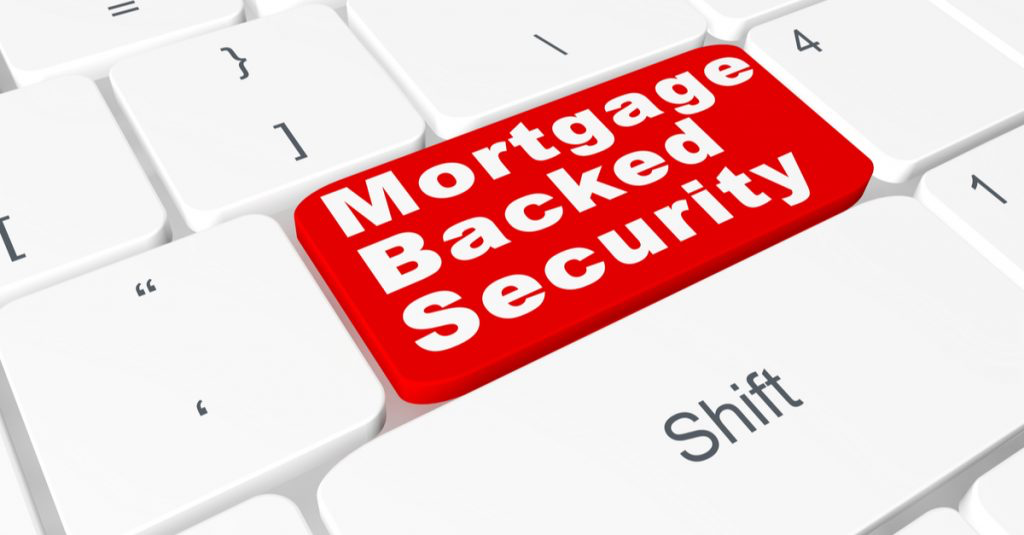 =
}
]
\
4
[
“
‘
Mortgage
Backed
Security
1
Shift